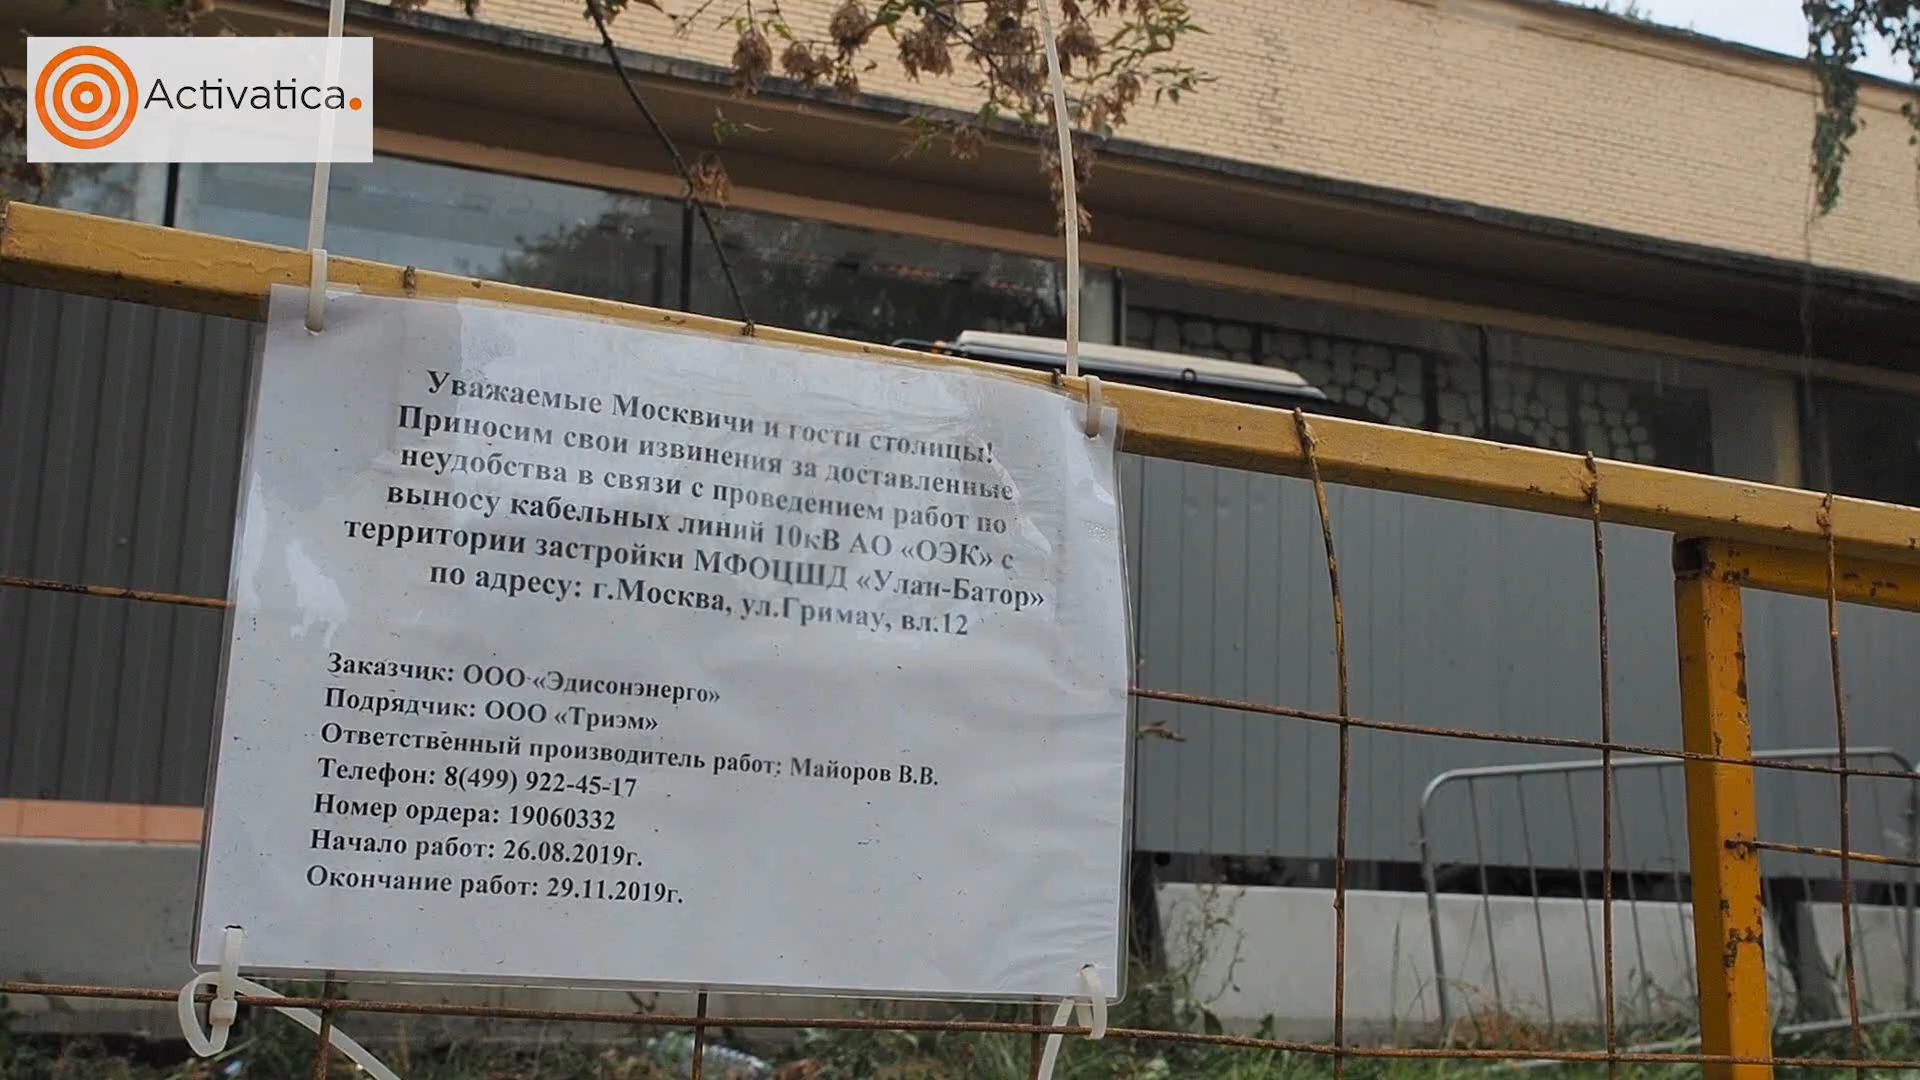 Activatica.
Уважаемые Москвичи и гости столицы!
Приносим свои извинения за доставленные
неудобства в связи с проведением работ по
выносу кабельных линий 10кВ АО «ОЭК» с
территории застройки МФОЦШД «Улан-Батор»
по адресу: г.Москва, ул.Гримау, вл.12
Заказчик: ООО «Эдисонэнерго»
Подрядчик: ООО «Триэм»
Ответственный производитель работ: Майоров В.В.
Телефон: 8(499) 922-45-17
Номер ордера: 19060332
Начало работ: 26.08.2019г.
Окончание работ: 29.11.2019г.